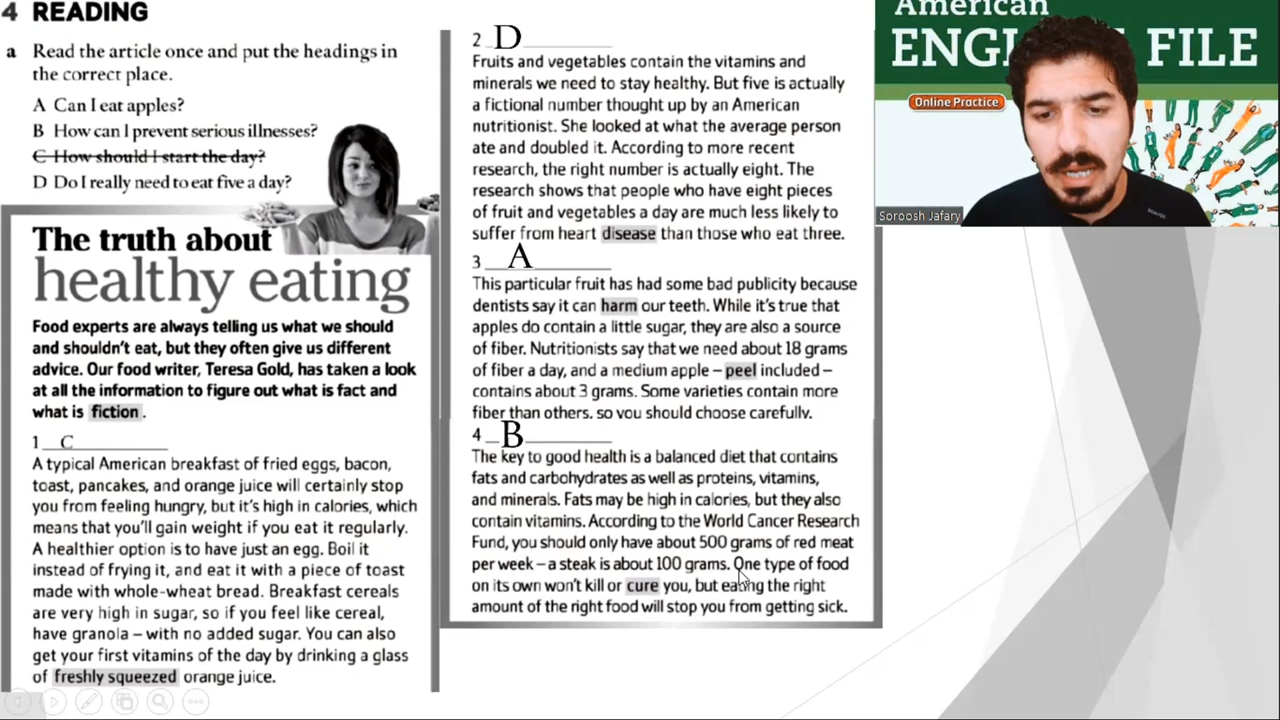 4 READING
a Read the article once and put the headings in
the correct place.
A Can I eat apples?
B How can I prevent serious illnesses?
C How should I start the day?
D Do I really need to eat five a day?
The truth about
healthy eating
Food experts are always telling us what we should
and shouldn't eat, but they often give us different
advice. Our food writer, Teresa Gold, has taken a look
at all the information to figure out what is fact and
what is fiction.
1 C
A typical American breakfast of fried eggs, bacon,
toast, pancakes, and orange juice will certainly stop
you from feeling hungry, but it's high in calories, which
means that you'll gain weight if you eat it regularly.
A healthier option is to have just an egg. Boil it
instead of frying it, and eat it with a piece of toast
made with whole-wheat bread. Breakfast cereals
are very high in sugar, so if you feel like cereal,
have granola – with no added sugar. You can also
get your first vitamins of the day by drinking a glass
of freshly squeezed orange juice.
2 D
Fruits and vegetables contain the vitamins and
minerals we need to stay healthy. But five is actually
a fictional number thought up by an American
nutritionist. She looked at what the average person
ate and doubled it. According to more recent
research, the right number is actually eight. The
research shows that people who have eight pieces
of fruit and vegetables a day are much less likely to
suffer from heart disease than those who eat three.
3 A
This particular fruit has had some bad publicity because
dentists say it can harm our teeth. While it's true that
apples do contain a little sugar, they are also a source
of fiber. Nutritionists say that we need about 18 grams
of fiber a day, and a medium apple – peel included –
contains about 3 grams. Some varieties contain more
fiber than others, so you should choose carefully.
4 B
The key to good health is a balanced diet that contains
fats and carbohydrates as well as proteins, vitamins,
and minerals. Fats may be high in calories, but they also
contain vitamins. According to the World Cancer Research
Fund, you should only have about 500 grams of red meat
per week – a steak is about 100 grams. One type of food
on its own won't kill or cure you, but eating the right
amount of the right food will stop you from getting sick.
American
FILE
Online Practice
Soroosh Jafary